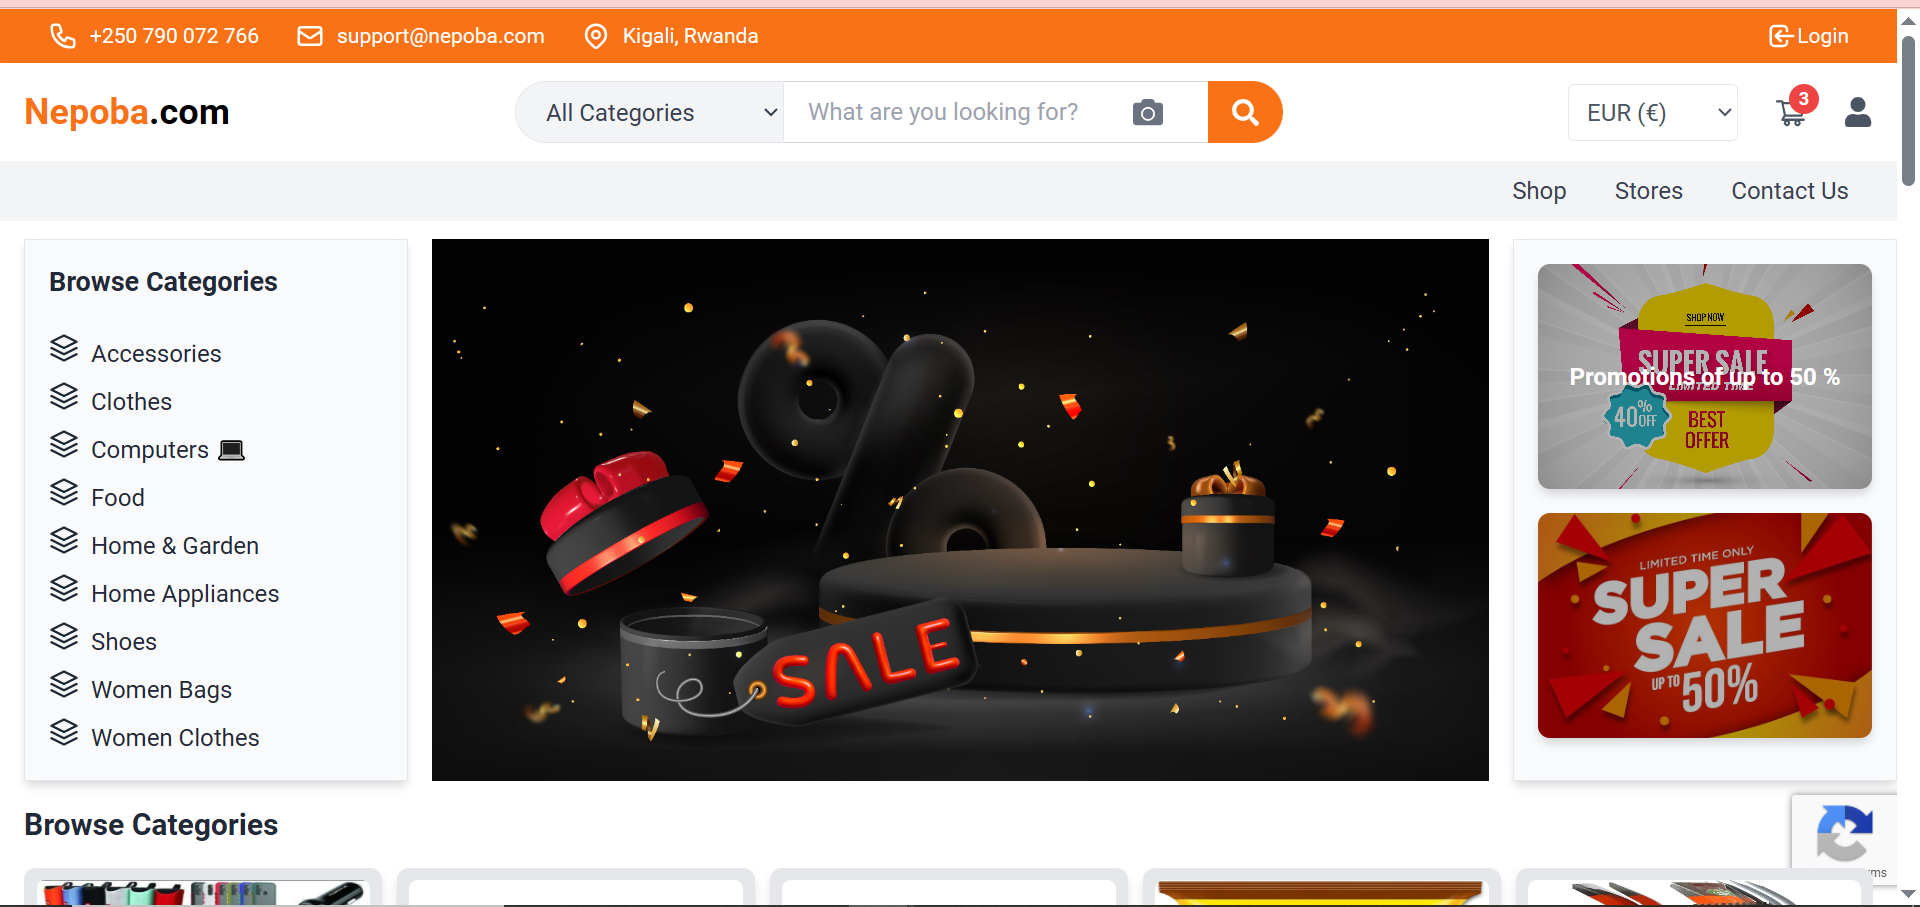 +250 790 072 766 support@nepoba.com Kigali, Rwanda Login
Nepoba.com All Categories What are you looking for? EUR (€) 3
Shop Stores Contact Us
Browse Categories
Accessories
Clothes
Computers
Food
Home & Garden
Home Appliances
Shoes
Women Bags
Women Clothes
SALE
SHOP NOW
SUPER SALE
Promotions of up to 50 %
LIMITED TIME
40% OFF
BEST
OFFER
LIMITED TIME ONLY
SUPER
SALE
UP TO 50%
Browse Categories